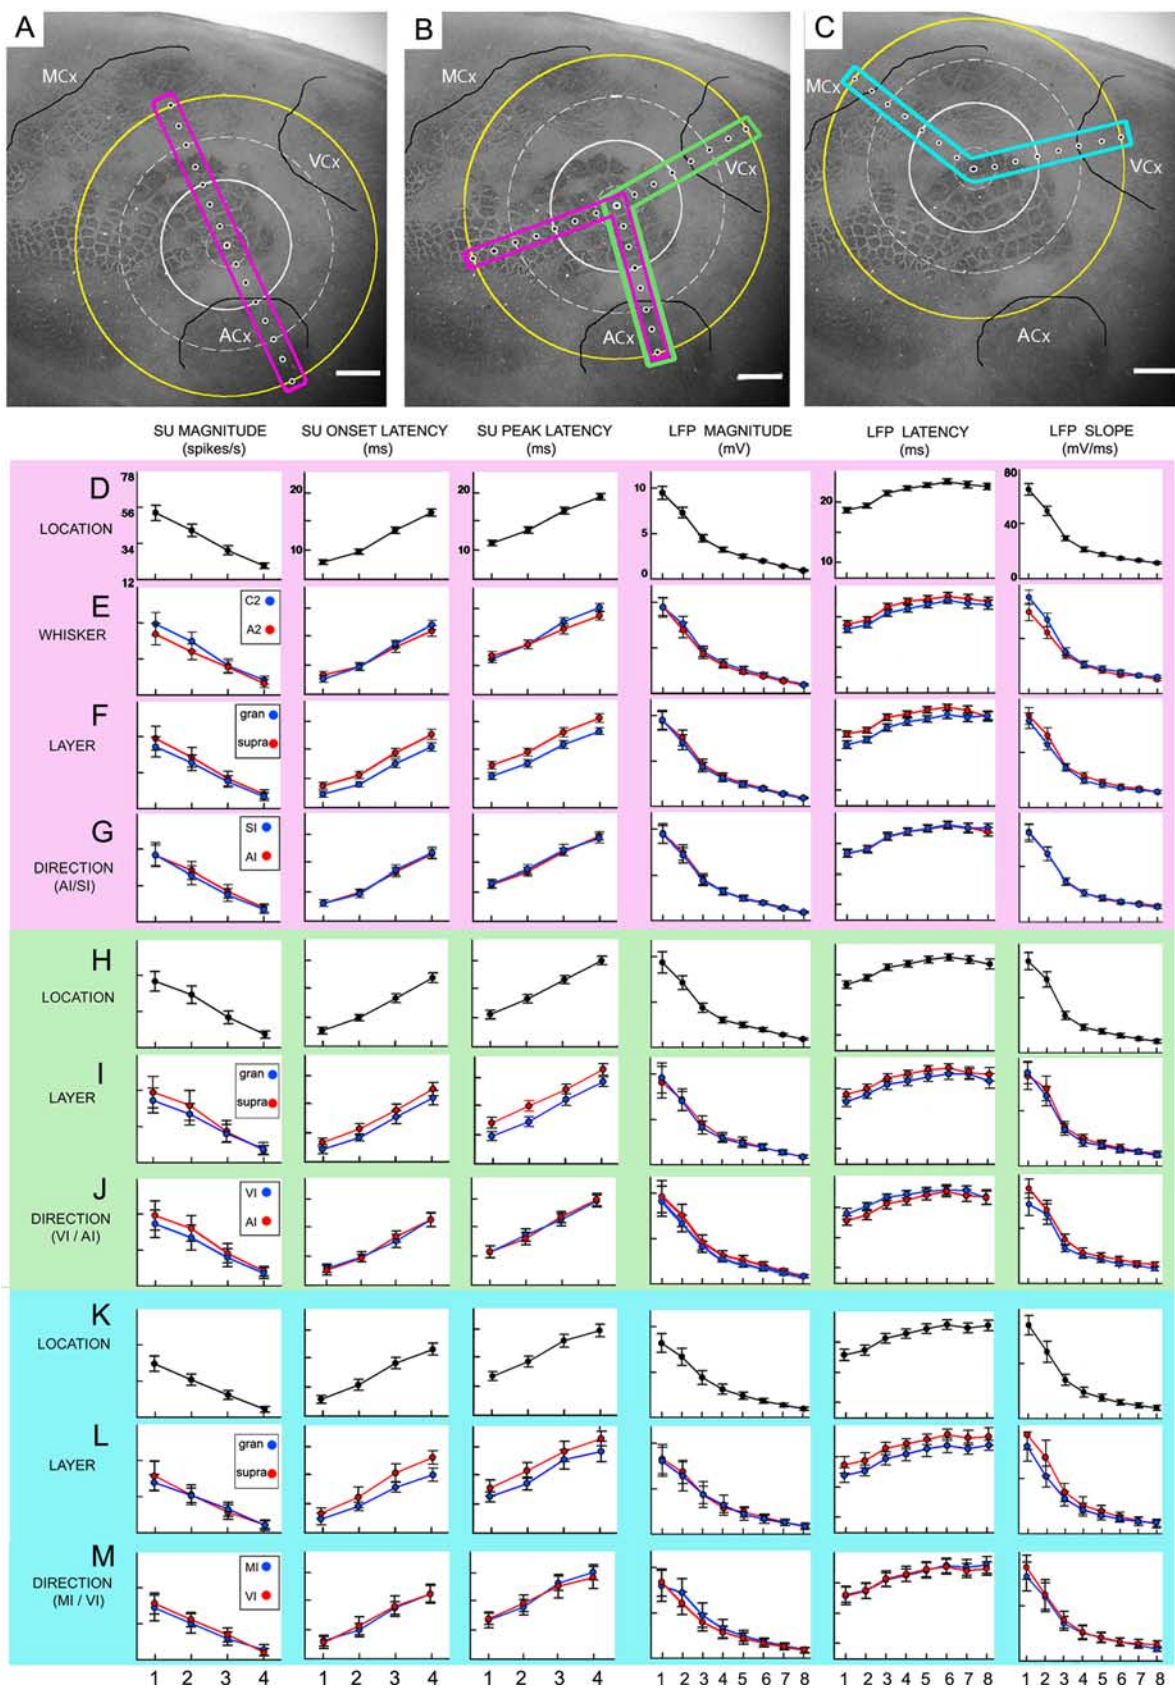 A
B
C
MCx
VCx
ACx
MCx
VCx
ACx
MCx
VCx
ACx
SU MAGNITUDE
(spikes/s)
SU ONSET LATENCY
(ms)
SU PEAK LATENCY
(ms)
LFP MAGNITUDE
(mV)
LFP LATENCY
(ms)
LFP SLOPE
(mV/ms)
D
LOCATION
78
56
34
12
20
10
20
10
10
5
0
20
10
80
40
0
E
WHISKER
C2
A2
F
LAYER
gran
supra
G
DIRECTION
(AI/SI)
SI
AI
H
LOCATION
I
LAYER
gran
supra
J
DIRECTION
(VI / AI)
VI
AI
K
LOCATION
L
LAYER
gran
supra
M
DIRECTION
(MI / VI)
MI
VI
1 2 3 4 1 2 3 4 1 2 3 4 1 2 3 4 5 6 7 8 1 2 3 4 5 6 7 8 1 2 3 4 5 6 7 8